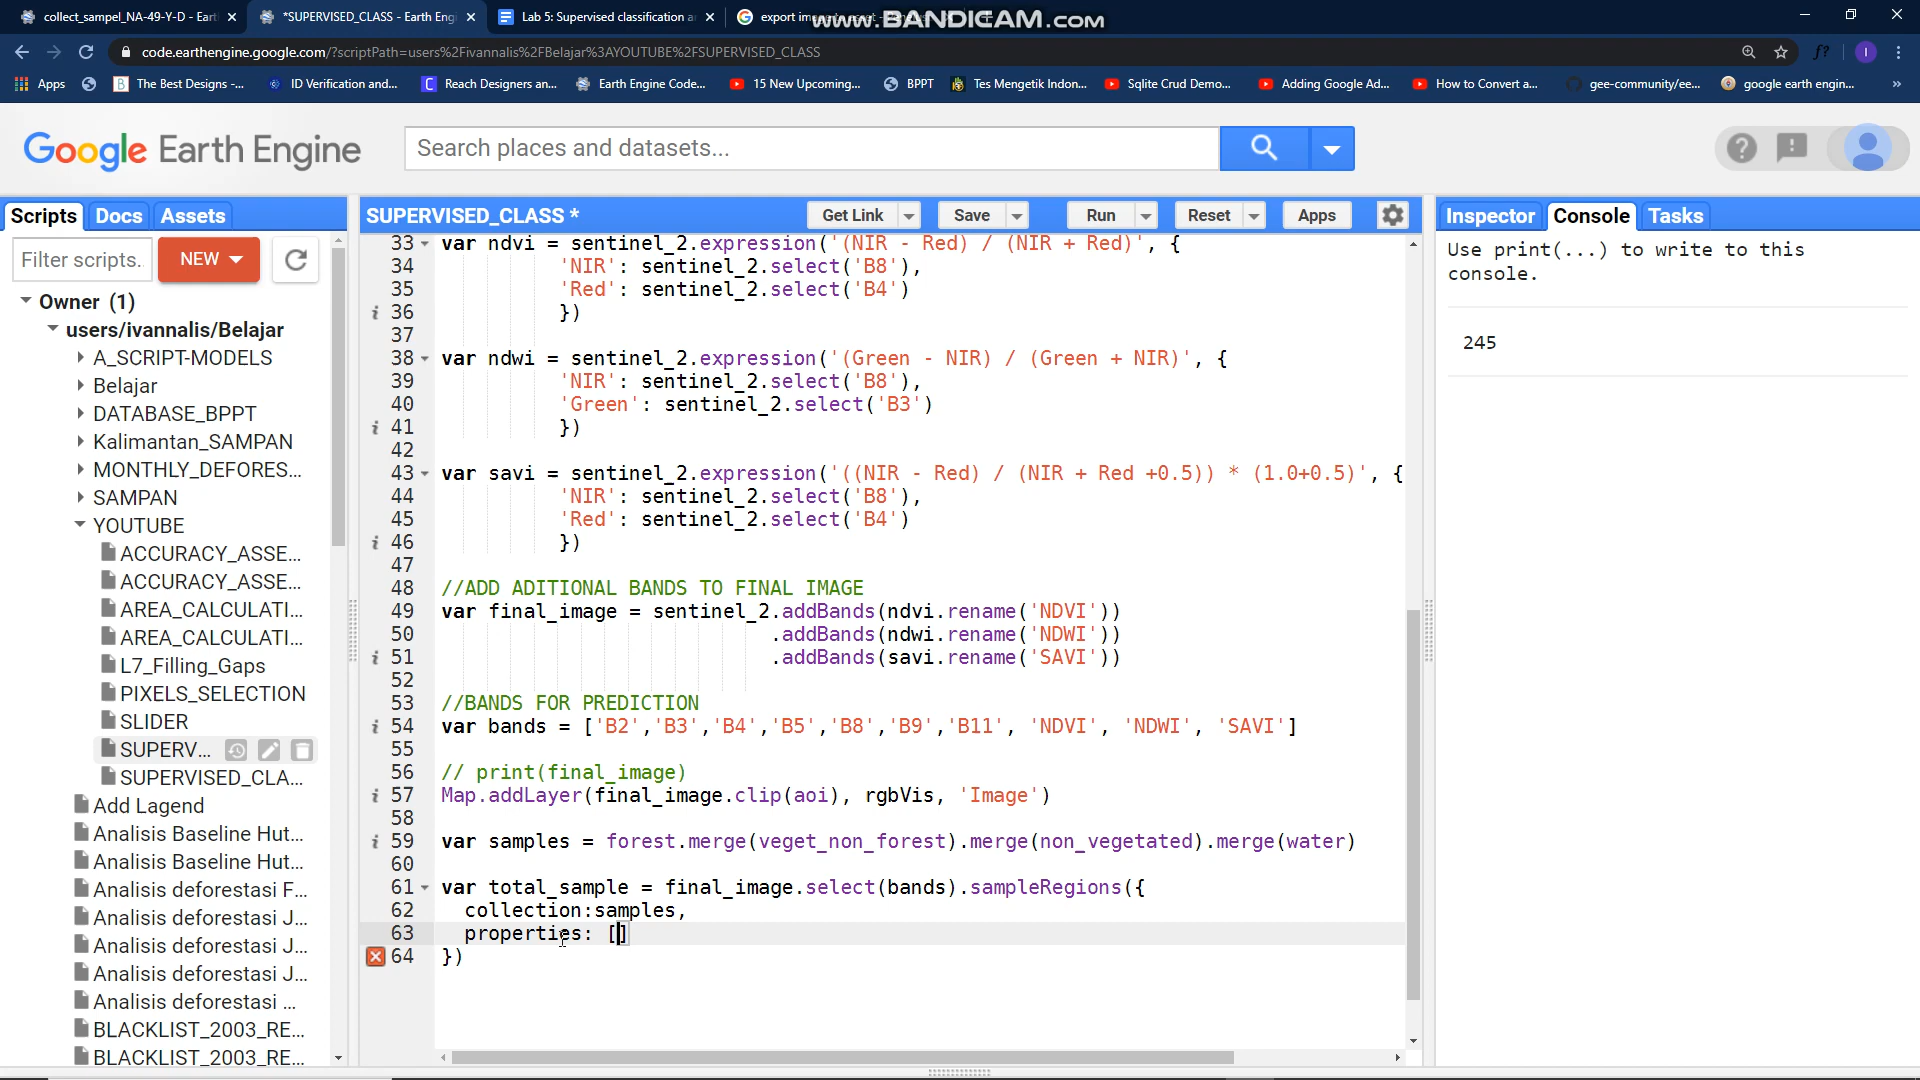 collect_sampel_NA-49-Y-D - Eart
*SUPERVISED_CLASS - Earth Engi
Lab 5: Supervised classification a
www.BANDICAM.com
code.earthengine.google.com/?scriptPath=users%2Fivannalis%2FBelajar%3AYOUTUBE%2FSUPERVISED_CLASS
f?
I
Apps
The Best Designs -...
ID Verification and...
Reach Designers an...
Earth Engine Code...
15 New Upcoming...
BPPT
Tes Mengetik Indon...
Sqlite Crud Demo...
Adding Google Ad...
How to Convert a...
gee-community/ee...
google earth engin...
»
Google Earth Engine
Search places and datasets...
Scripts Docs Assets
Filter scripts..
NEW
Owner (1)
users/ivannalis/Belajar
A_SCRIPT-MODELS
Belajar
DATABASE_BPPT
Kalimantan_SAMPAN
MONTHLY_DEFORES...
SAMPAN
YOUTUBE
ACCURACY_ASSE...
ACCURACY_ASSE...
AREA_CALCULATI...
AREA_CALCULATI...
L7_Filling_Gaps
PIXELS_SELECTION
SLIDER
SUPERV...
SUPERVISED_CLA...
Add Lagend
Analisis Baseline Hut...
Analisis Baseline Hut...
Analisis deforestasi F...
Analisis deforestasi J...
Analisis deforestasi J...
Analisis deforestasi J...
Analisis deforestasi ...
BLACKLIST_2003_RE...
BLACKLIST_2003_RE...
SUPERVISED_CLASS *
Get Link
Save
Run
Reset
Apps
33 var ndvi = sentinel_2.expression('(NIR - Red) / (NIR + Red)', {
34 'NIR': sentinel_2.select('B8'),
35 'Red': sentinel_2.select('B4')
36 })
37
38 var ndwi = sentinel_2.expression('(Green - NIR) / (Green + NIR)', {
39 'NIR': sentinel_2.select('B8'),
40 'Green': sentinel_2.select('B3')
41 })
42
43 var savi = sentinel_2.expression('((NIR - Red) / (NIR + Red +0.5)) * (1.0+0.5)', {
44 'NIR': sentinel_2.select('B8'),
45 'Red': sentinel_2.select('B4')
46 })
47
48 //ADD ADITIONAL BANDS TO FINAL IMAGE
49 var final_image = sentinel_2.addBands(ndvi.rename('NDVI'))
50 .addBands(ndwi.rename('NDWI'))
51 .addBands(savi.rename('SAVI'))
52
53 //BANDS FOR PREDICTION
54 var bands = ['B2','B3','B4','B5','B8','B9','B11', 'NDVI', 'NDWI', 'SAVI']
55
56 // print(final_image)
57 Map.addLayer(final_image.clip(aoi), rgbVis, 'Image')
58
59 var samples = forest.merge(veget_non_forest).merge(non_vegetated).merge(water)
60
61 var total_sample = final_image.select(bands).sampleRegions({
62 collection:samples,
63 properties: []
64 })
Inspector Console Tasks
Use print(...) to write to this
console.
245